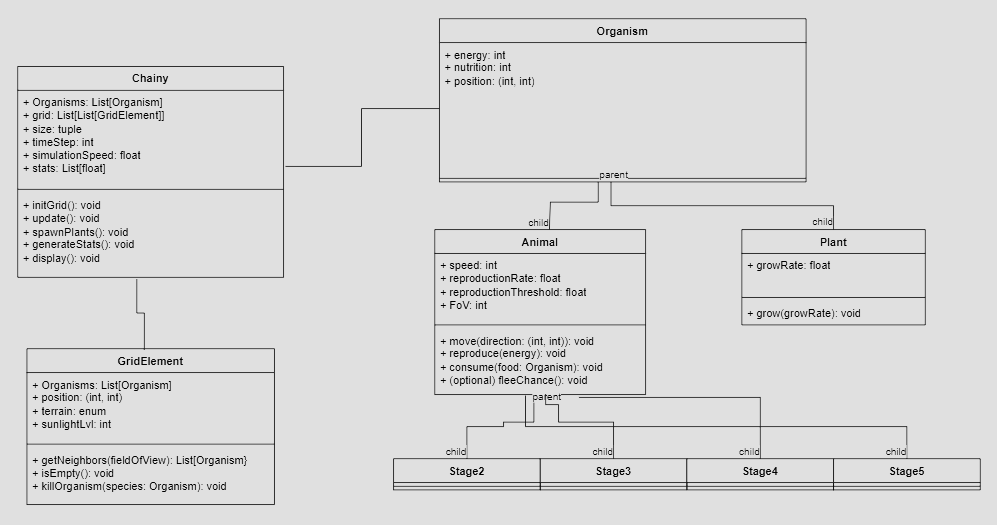 Organism
+ energy: int
+ nutrition: int
+ position: (int, int)
parent
Chainy
+ Organisms: List[Organism]
+ grid: List[List[GridElement]]
+ size: tuple
+ timeStep: int
+ simulationSpeed: float
+ stats: List[float]
+ initGrid(): void
+ update(): void
+ spawnPlants(): void
+ generateStats(): void
+ display(): void
child
Animal
+ speed: int
+ reproductionRate: float
+ reproductionThreshold: float
+ FoV: int
+ move(direction: (int, int)): void
+ reproduce(energy): void
+ consume(food: Organism): void
+ (optional) fleeChance(): void
parent
child
Plant
+ growRate: float
+ grow(growRate): void
GridElement
+ Organisms: List[Organism]
+ position: (int, int)
+ terrain: enum
+ sunlightLvl: int
+ getNeighbors(fieldOfView): List[Organism}
+ isEmpty(): void
+ killOrganism(species: Organism): void
child
Stage2
child
Stage3
child
Stage4
child
Stage5